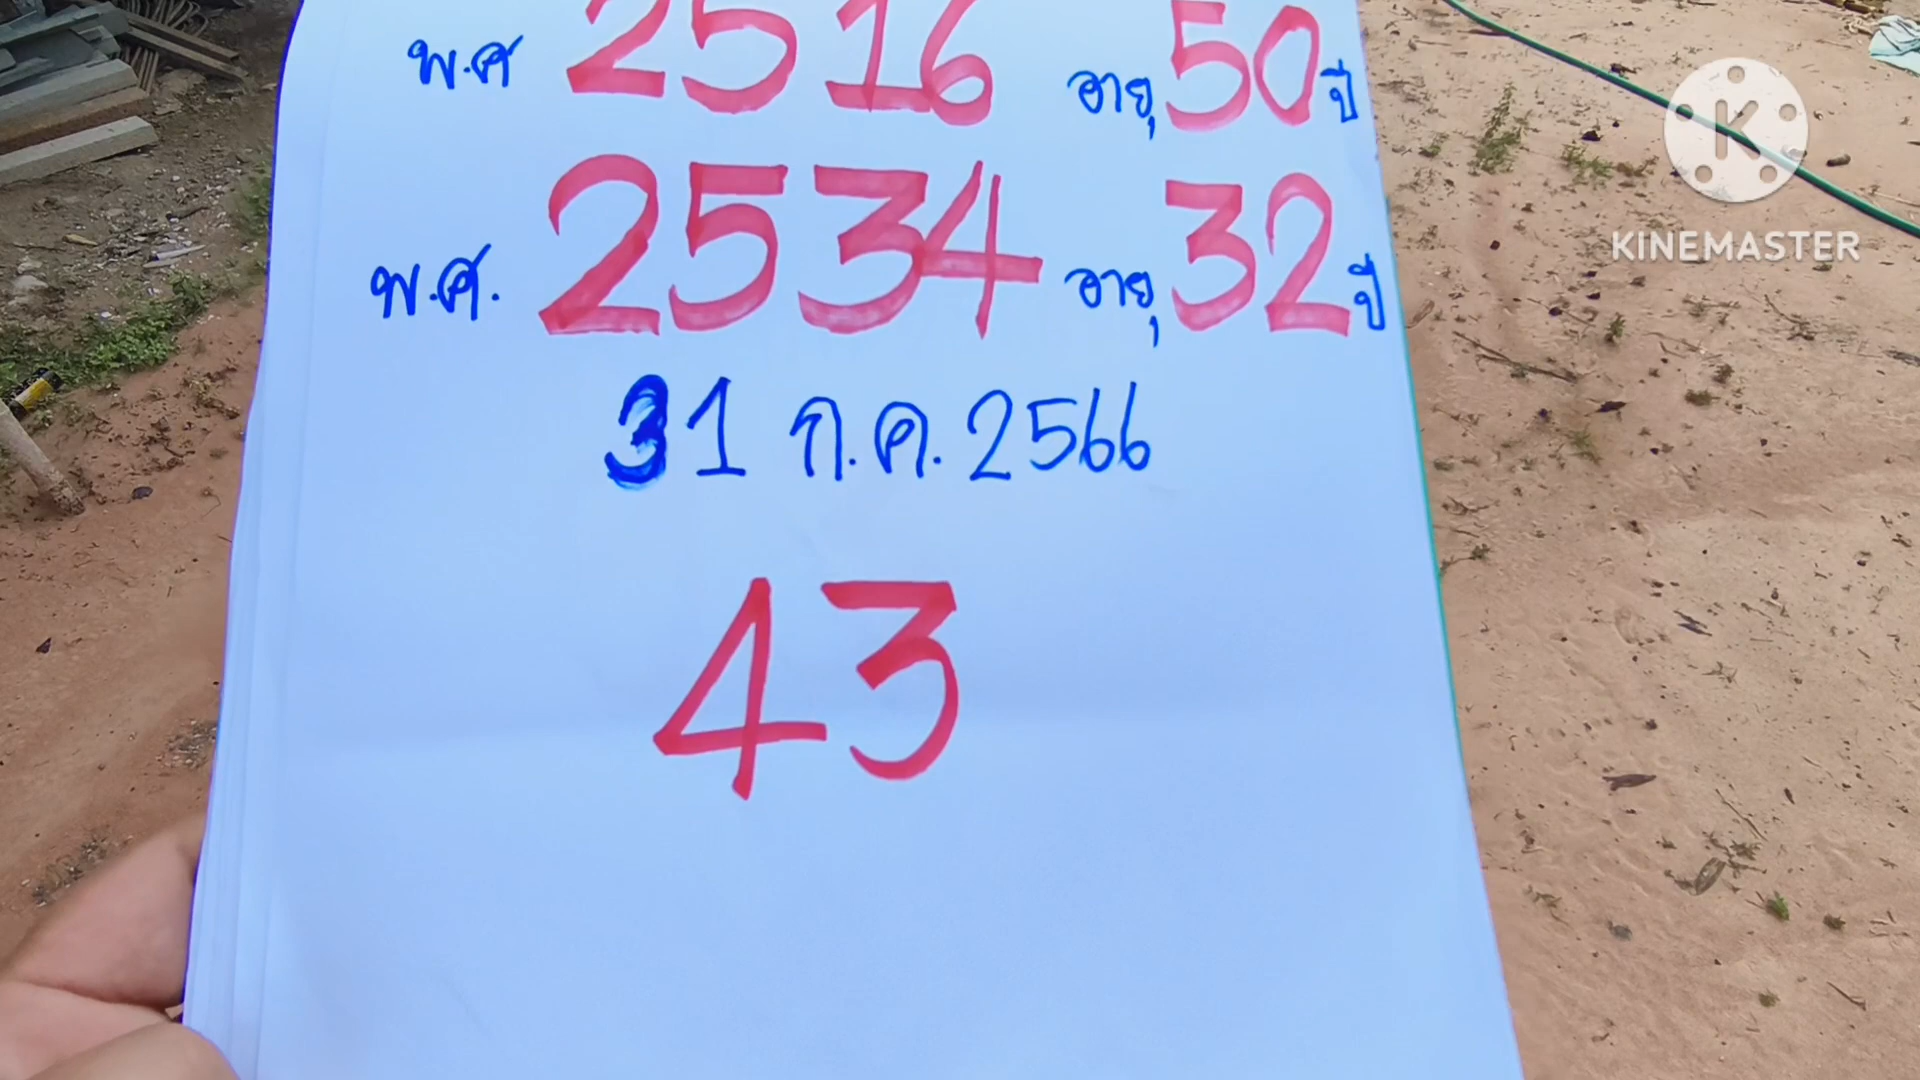 พ.ศ 2516 อายุ 50 ปี
พ.ศ. 2534 อายุ 32 ปี
31 ก.ค. 2566
43
K
KINEMASTER